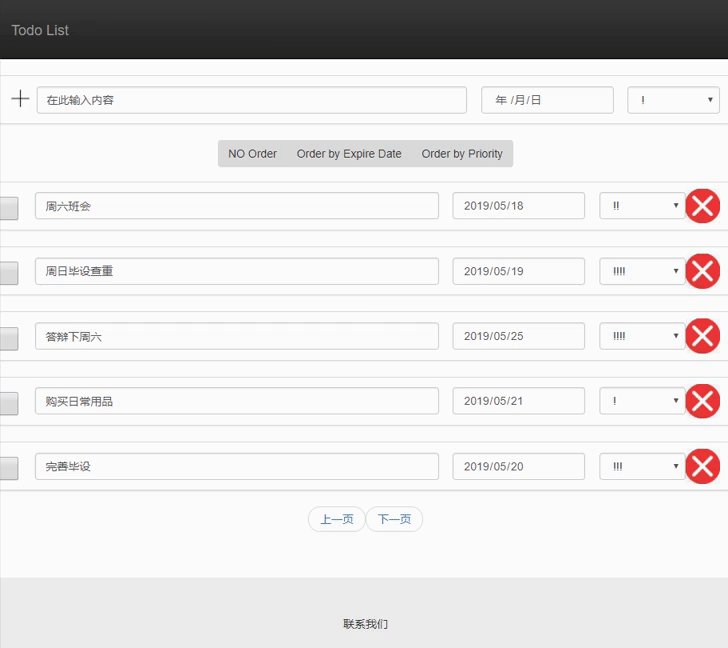 Todo List
在此输入内容 年 /月/日 !
NO Order Order by Expire Date Order by Priority
周六班会 2019/05/18 !!
周日毕设查重 2019/05/19 !!!!
答辩下周六 2019/05/25 !!!!
购买日常用品 2019/05/21 !
完善毕设 2019/05/20 !!!
上一页 下一页
联系我们